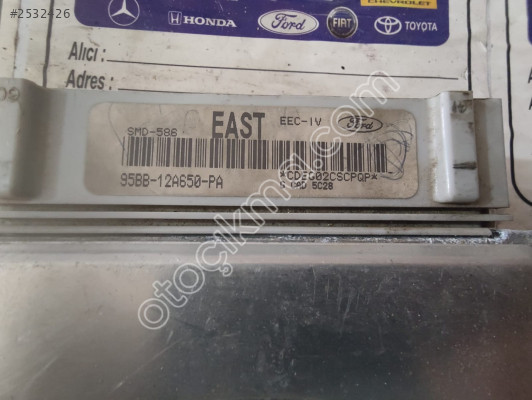 #2532-426
HONDA
Ford
FIAT
CHEVROLET
TOYOTA
Alıcı :
Adres :
SMD-586
EAST
EEC-IV
Ford
95BB-12A650-PA
*CDEG02CSCPQP*
5C28
otoçıkma.com